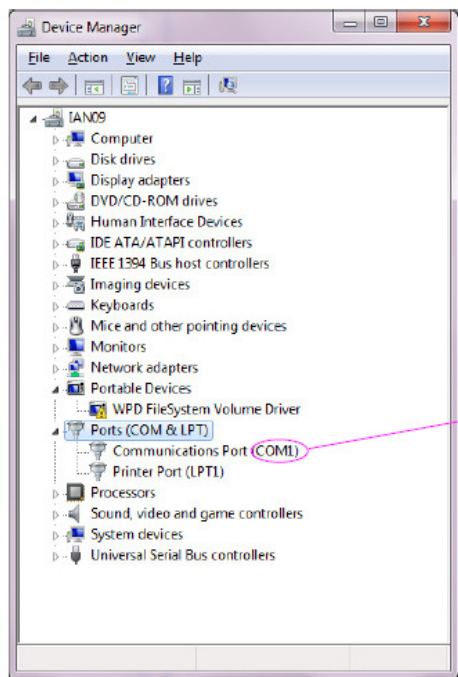 Device Manager
File Action View Help
IAN09
Computer
Disk drives
Display adapters
DVD/CD-ROM drives
Human Interface Devices
IDE ATA/ATAPI controllers
IEEE 1394 Bus host controllers
Imaging devices
Keyboards
Mice and other pointing devices
Monitors
Network adapters
Portable Devices
WPD FileSystem Volume Driver
Ports (COM & LPT)
Communications Port (COM1)
Printer Port (LPT1)
Processors
Sound, video and game controllers
System devices
Universal Serial Bus controllers